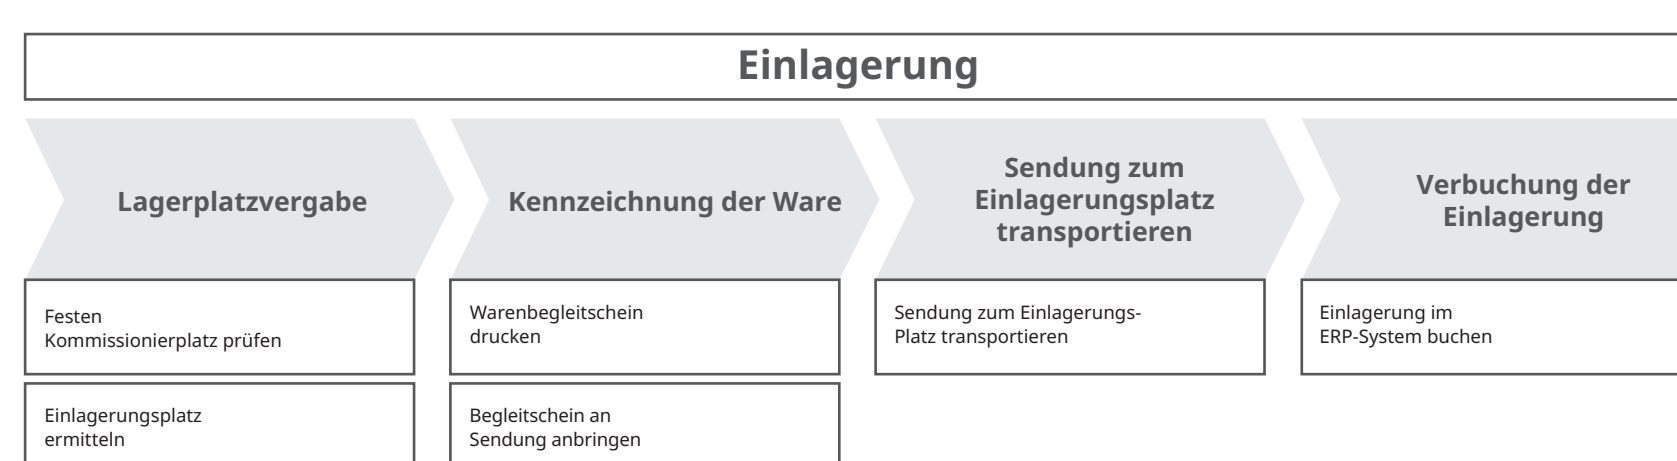 Einlagerung
Lagerplatzvergabe
Kennzeichnung der Ware
Sendung zum
Einlagerungsplatz
transportieren
Verbuchung der
Einlagerung
Festen
Kommissionierplatz prüfen
Warenbegleitschein
drucken
Sendung zum Einlagerungs-
Platz transportieren
Einlagerung im
ERP-System buchen
Einlagerungsplatz
ermitteln
Begleitschein an
Sendung anbringen